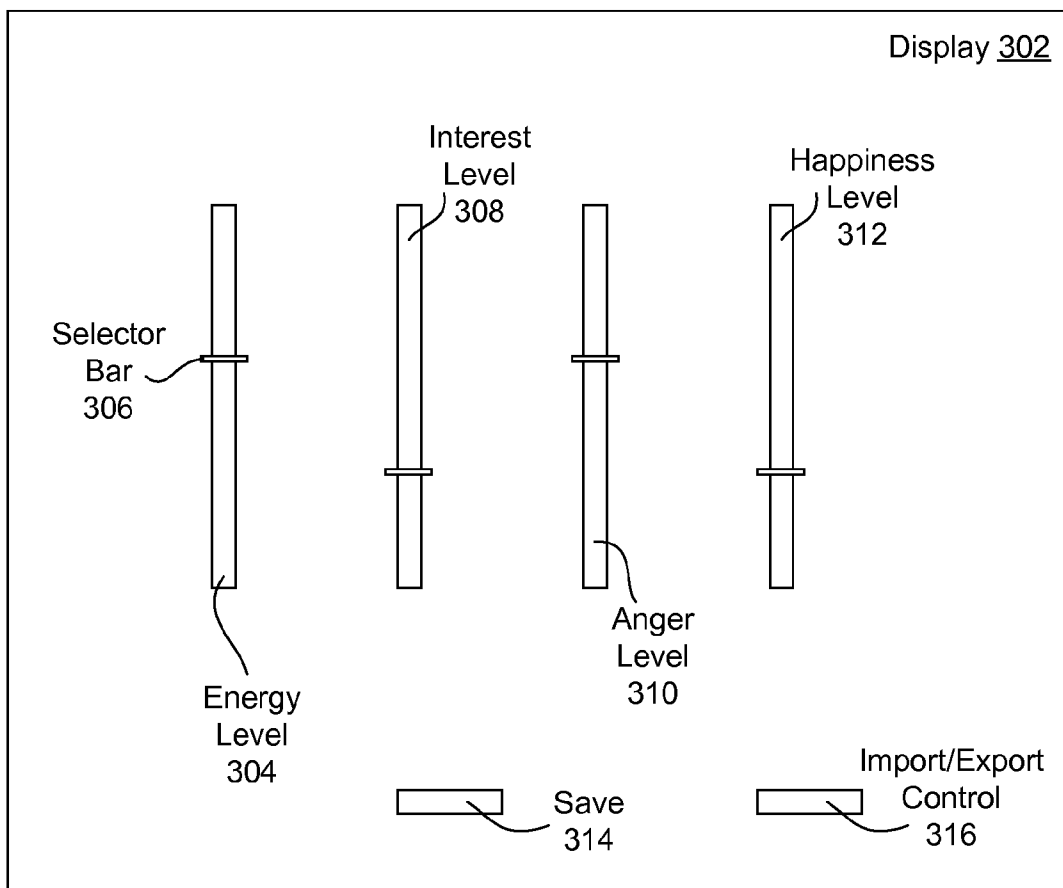 Display 302
Interest
Level
308
Happiness
Level
312
Selector
Bar
306
Anger
Level
310
Energy
Level
304
Save
314
Import/Export
Control
316